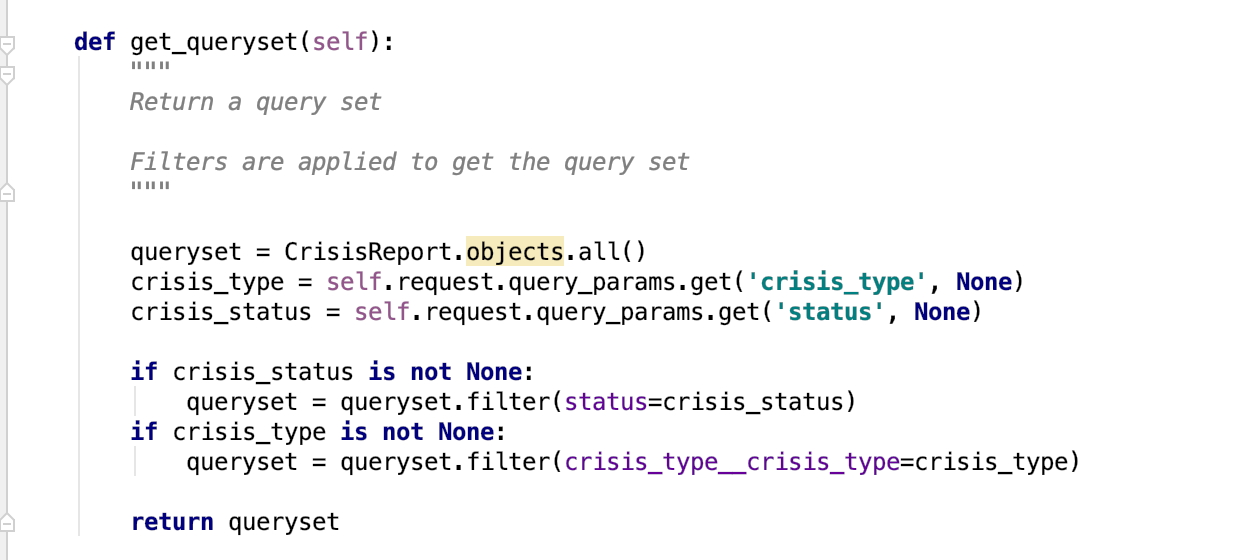 def get_queryset(self):
"""
Return a query set
Filters are applied to get the query set
"""
queryset = CrisisReport.objects.all()
crisis_type = self.request.query_params.get('crisis_type', None)
crisis_status = self.request.query_params.get('status', None)
if crisis_status is not None:
queryset = queryset.filter(status=crisis_status)
if crisis_type is not None:
queryset = queryset.filter(crisis_type__crisis_type=crisis_type)
return queryset